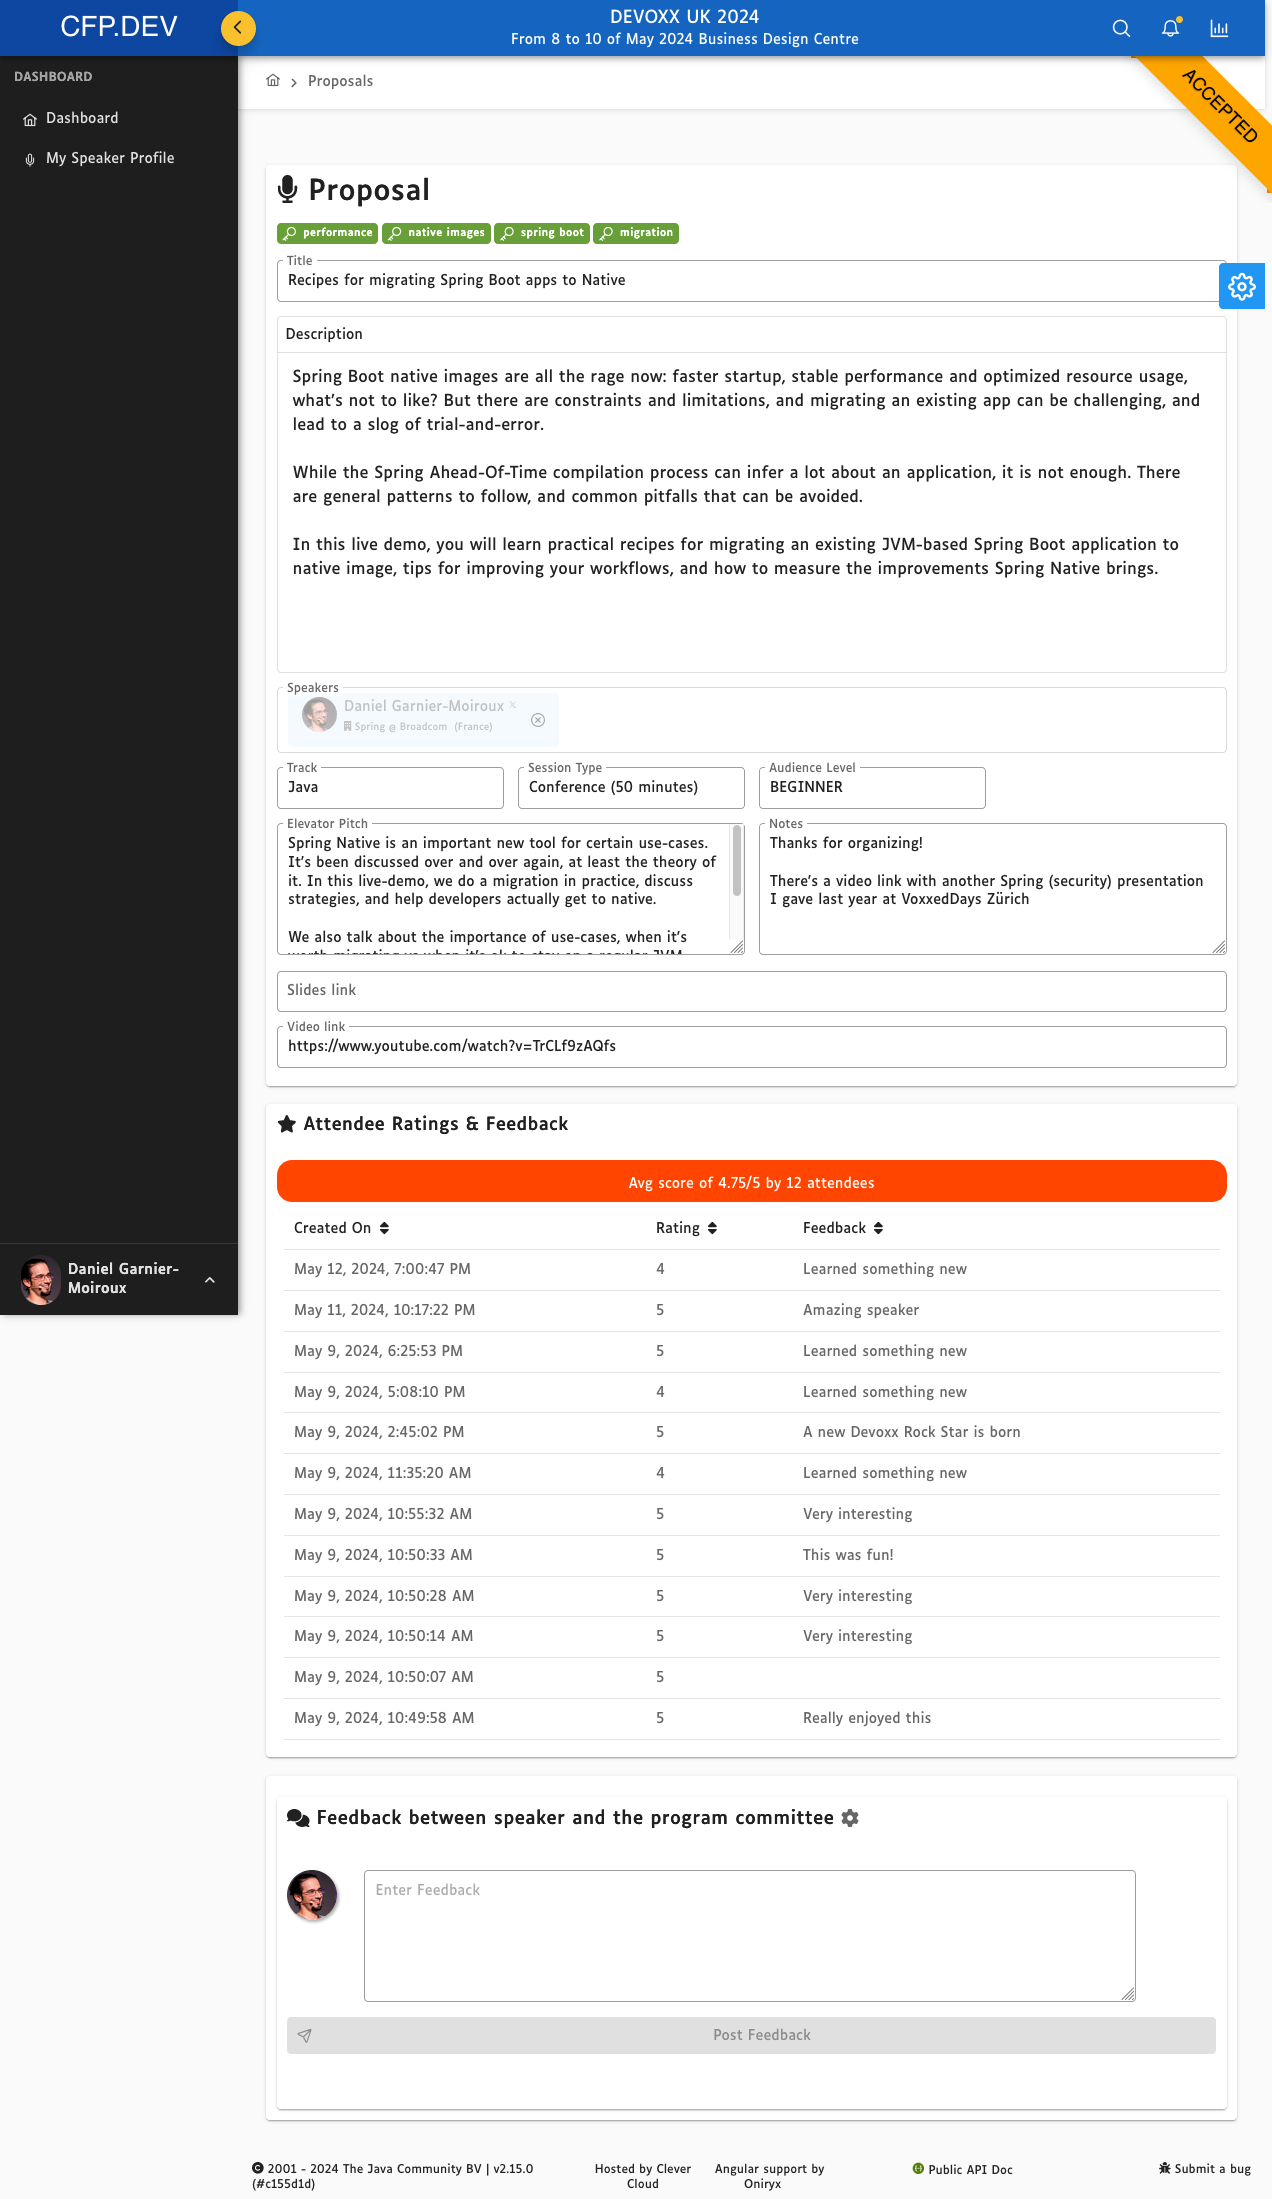 CFP.DEV
DEVOXX UK 2024
From 8 to 10 of May 2024 Business Design Centre
DASHBOARD
Dashboard
My Speaker Profile
Proposals
ACCEPTED
Proposal
performance
native images
spring boot
migration
Title
Recipes for migrating Spring Boot apps to Native
Description
Spring Boot native images are all the rage now: faster startup, stable performance and optimized resource usage,
what's not to like? But there are constraints and limitations, and migrating an existing app can be challenging, and
lead to a slog of trial-and-error.
While the Spring Ahead-Of-Time compilation process can infer a lot about an application, it is not enough. There
are general patterns to follow, and common pitfalls that can be avoided.
In this live demo, you will learn practical recipes for migrating an existing JVM-based Spring Boot application to
native image, tips for improving your workflows, and how to measure the improvements Spring Native brings.
Speakers
Daniel Garnier-Moiroux
Spring @ Broadcom (France)
Track
Java
Session Type
Conference (50 minutes)
Audience Level
BEGINNER
Elevator Pitch
Spring Native is an important new tool for certain use-cases.
It's been discussed over and over again, at least the theory of
it. In this live-demo, we do a migration in practice, discuss
strategies, and help developers actually get to native.
We also talk about the importance of use-cases, when it's
worth migrating vs when it's ok to stay on a regular JVM
Notes
Thanks for organizing!
There's a video link with another Spring (security) presentation
I gave last year at VoxxedDays Zürich
Slides link
Video link
https://www.youtube.com/watch?v=TrCLf9zAQfs
Attendee Ratings & Feedback
Avg score of 4.75/5 by 12 attendees
Created On Rating Feedback
May 12, 2024, 7:00:47 PM 4 Learned something new
May 11, 2024, 10:17:22 PM 5 Amazing speaker
May 9, 2024, 6:25:53 PM 5 Learned something new
May 9, 2024, 5:08:10 PM 4 Learned something new
May 9, 2024, 2:45:02 PM 5 A new Devoxx Rock Star is born
May 9, 2024, 11:35:20 AM 4 Learned something new
May 9, 2024, 10:55:32 AM 5 Very interesting
May 9, 2024, 10:50:33 AM 5 This was fun!
May 9, 2024, 10:50:28 AM 5 Very interesting
May 9, 2024, 10:50:14 AM 5 Very interesting
May 9, 2024, 10:50:07 AM 5
May 9, 2024, 10:49:58 AM 5 Really enjoyed this
Daniel Garnier-
Moiroux
Feedback between speaker and the program committee
Enter Feedback
Post Feedback
2001 - 2024 The Java Community BV | v2.15.0
(#c155d1d)
Hosted by Clever
Cloud
Angular support by
Oniryx
Public API Doc
Submit a bug